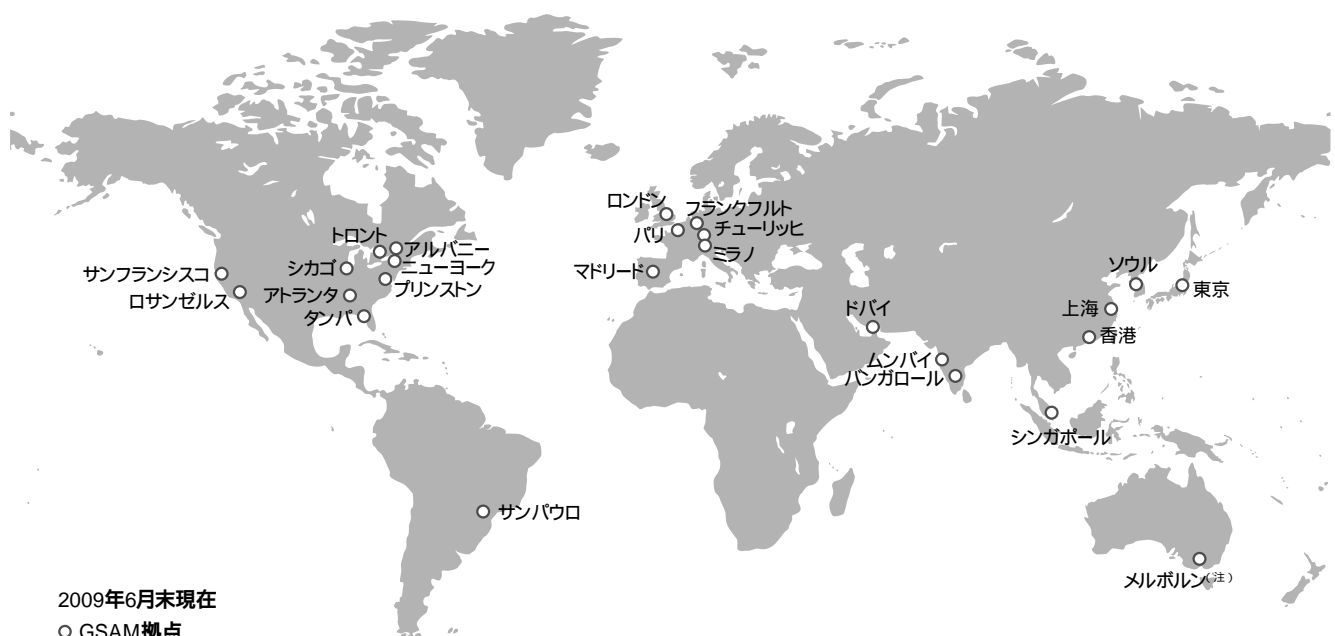 ロンドン
フランクフルト
パリ
チューリッヒ
ミラノ
マドリード
トロント
アルバニー
ニューヨーク
シカゴ
プリンストン
サンフランシスコ
ロサンゼルス
アトランタ
タンパ
ソウル
東京
上海
香港
ドバイ
ムンバイ
バンガロール
シンガポール
サンパウロ
メルボルン(注)
2009年6月末現在
GSAM拠点